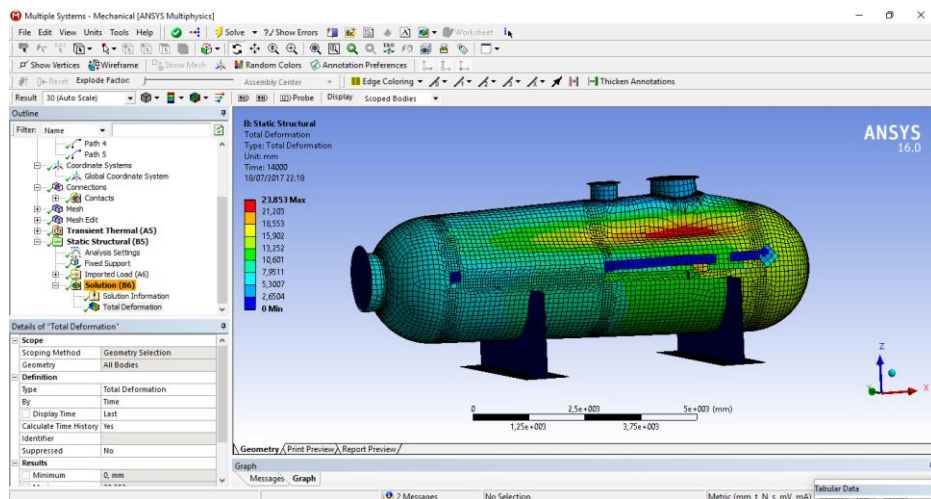 Multiple Systems - Mechanical [ANSYS Multiphysics]
File Edit View Units Tools Help Solve ?/ Show Errors Worksheet
Show Vertices Wireframe Show Mesh Random Colors Annotation Preferences
Reset Explode Factor: Assembly Center Edge Coloring Thicken Annotations
Result 30 (Auto Scale) Probe Display Scoped Bodies
Outline
Filter: Name
Path 4
Path 5
Coordinate Systems
Global Coordinate System
Connections
Contacts
Mesh
Mesh Edit
Transient Thermal (A5)
Static Structural (B5)
Analysis Settings
Fixed Support
Imported Load (A6)
Solution (B6)
Solution Information
Total Deformation
Details of "Total Deformation"
Scope
Scoping Method Geometry Selection
Geometry All Bodies
Definition
Type Total Deformation
By Time
Display Time Last
Calculate Time History Yes
Identifier
Suppressed No
Results
Minimum 0, mm
B: Static Structural
Total Deformation
Type: Total Deformation
Unit: mm
Time: 14000
18/07/2017 22.18
23,853 Max
21,203
18,553
15,902
13,252
10,601
7,9511
5,3007
2,6504
0 Min
ANSYS
16.0
Z
Y
X
0 2,5e+003 5e+003 (mm)
1,25e+003 3,75e+003
Geometry Print Preview Report Preview
Graph
Messages Graph
Tabular Data
2 Messages No Selection Metric (mm, t, N, s, mV, mA)